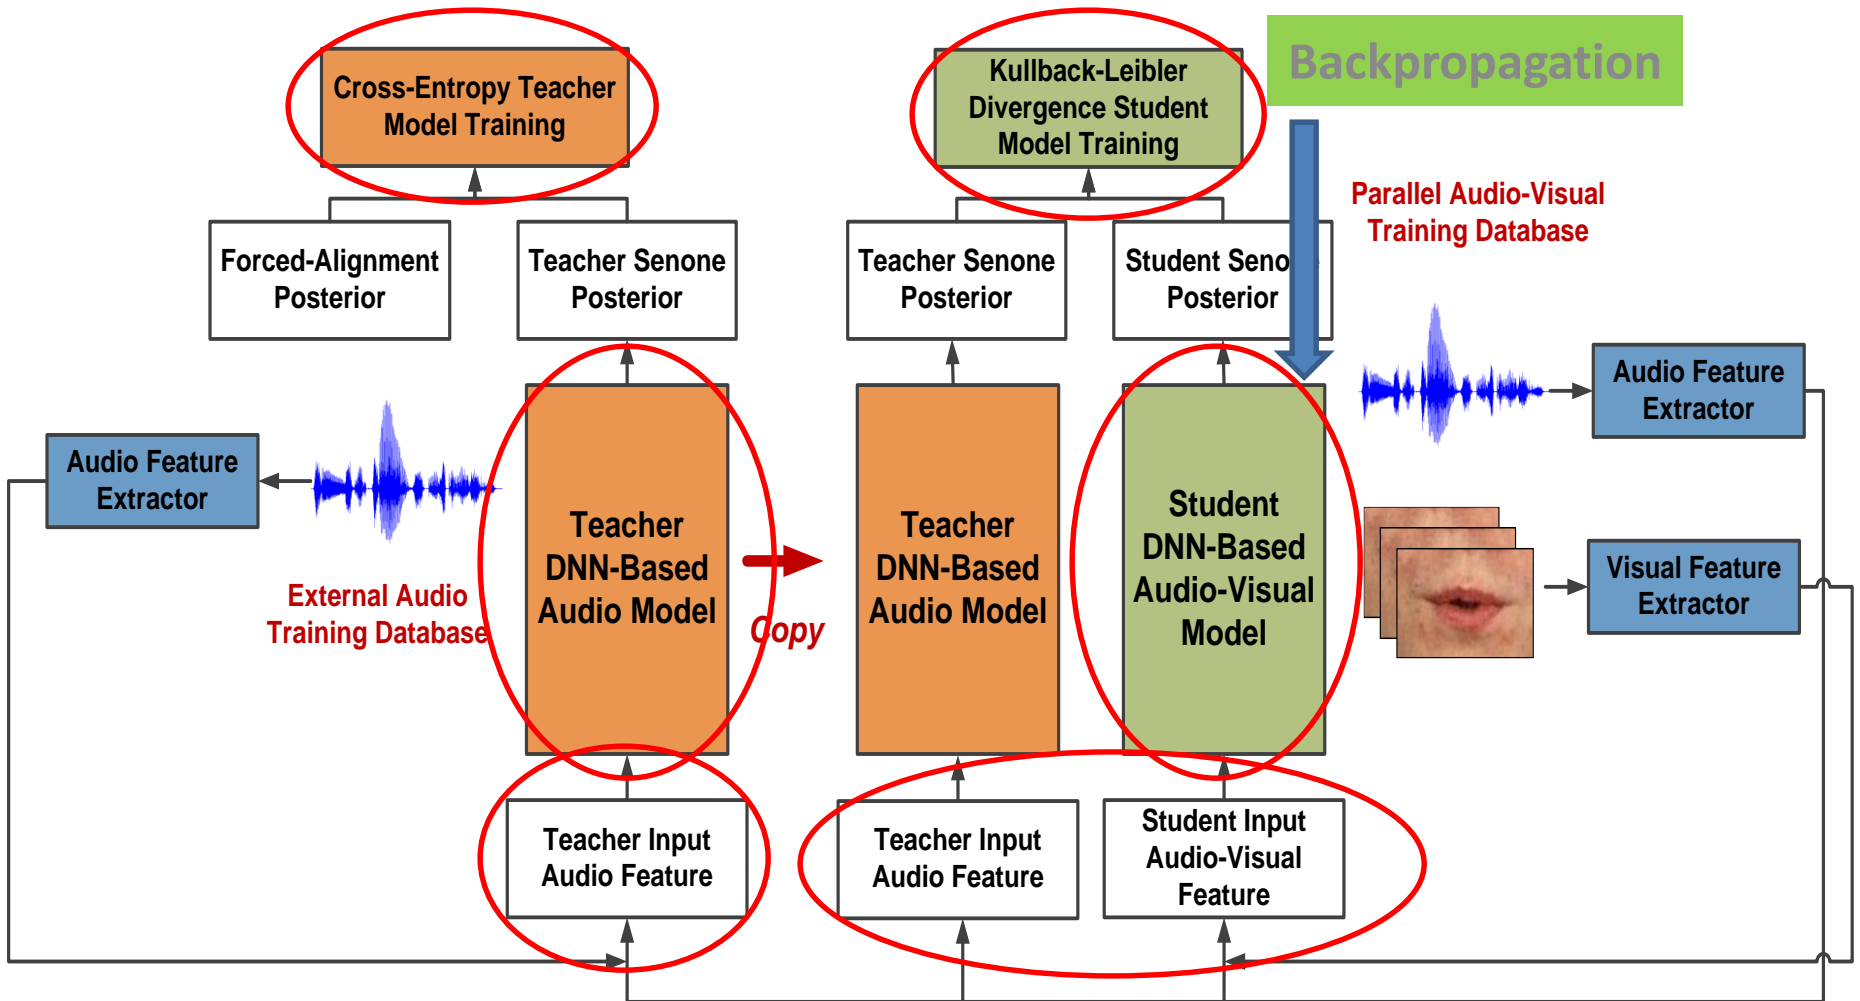 Cross-Entropy Teacher
Model Training
Kullback-Leibler
Divergence Student
Model Training
Backpropagation
Parallel Audio-Visual
Training Database
Forced-Alignment
Posterior
Teacher Senone
Posterior
Teacher Senone
Posterior
Student Senone
Posterior
Audio Feature
Extractor
Audio Feature
Extractor
External Audio
Training Database
Teacher
DNN-Based
Audio Model
Copy
Teacher
DNN-Based
Audio Model
Student
DNN-Based
Audio-Visual
Model
Visual Feature
Extractor
Teacher Input
Audio Feature
Teacher Input
Audio Feature
Student Input
Audio-Visual
Feature